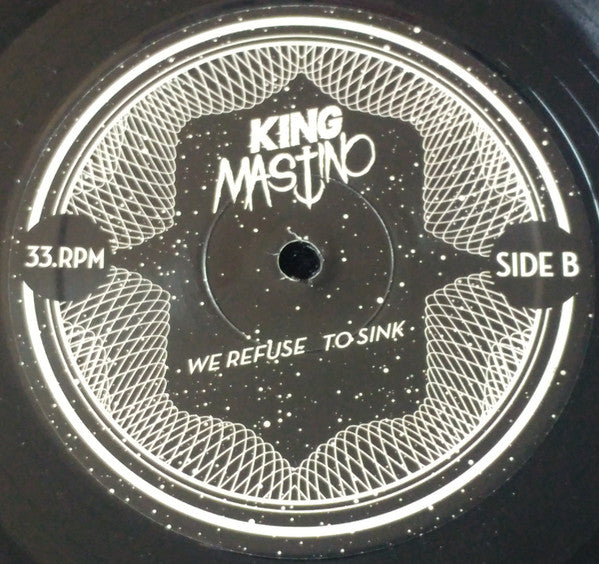 KING
MASTINO
33.RPM
SIDE B
WE REFUSE TO SINK